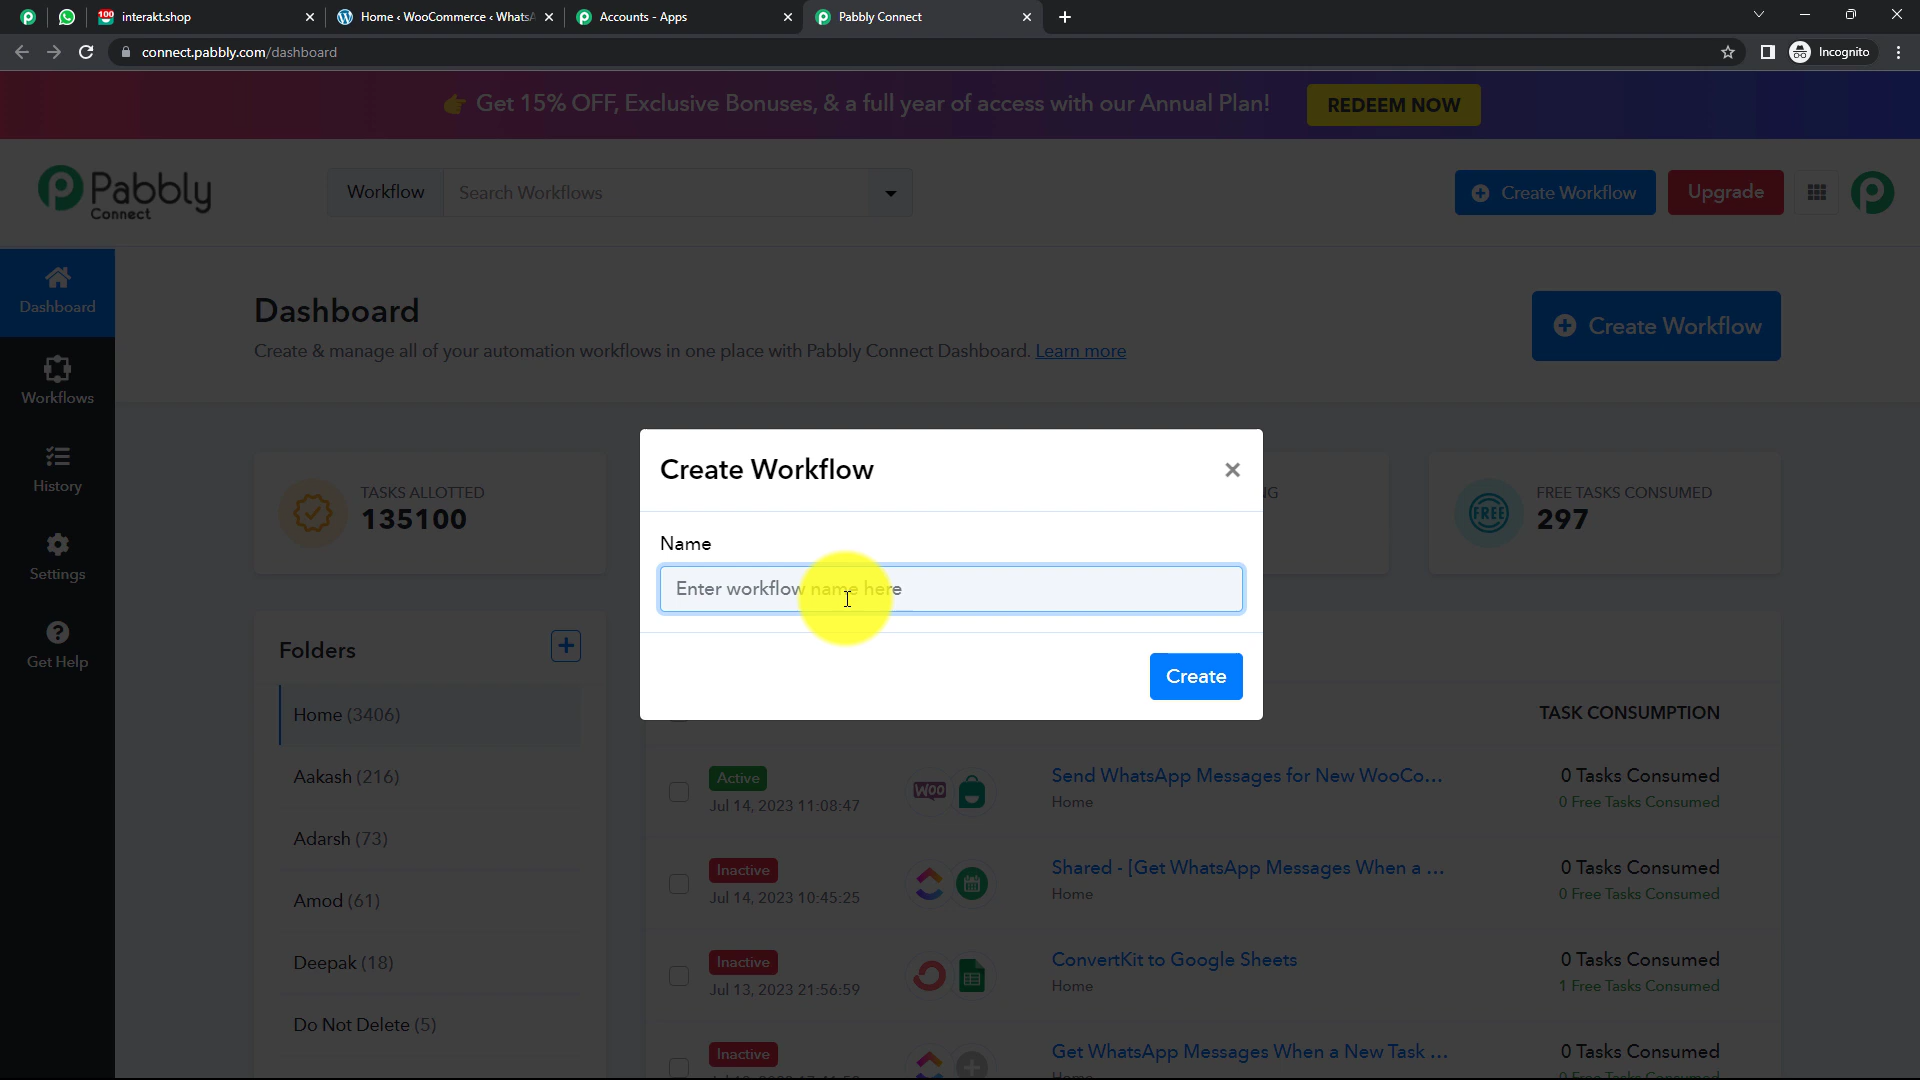 interakt.shop
Home ‹ WooCommerce ‹ WhatsA
Accounts - Apps
Pabbly Connect
connect.pabbly.com/dashboard
Incognito
Get 15% OFF, Exclusive Bonuses, & a full year of access with our Annual Plan!
REDEEM NOW
Pabbly
Connect
Workflow
Search Workflows
Create Workflow
Upgrade
Dashboard
Workflows
History
Settings
Get Help
Dashboard
Create & manage all of your automation workflows in one place with Pabbly Connect Dashboard. Learn more
Create Workflow
TASKS ALLOTTED
135100
FREE
FREE TASKS CONSUMED
297
Create Workflow
Name
Enter workflow name here
Create
Folders
Home (3406)
Aakash (216)
Adarsh (73)
Amod (61)
Deepak (18)
Do Not Delete (5)
TASK CONSUMPTION
Active
Jul 14, 2023 11:08:47
Woo
Send WhatsApp Messages for New WooCo...
Home
0 Tasks Consumed
0 Free Tasks Consumed
Inactive
Jul 14, 2023 10:45:25
Shared - [Get WhatsApp Messages When a ...
Home
0 Tasks Consumed
0 Free Tasks Consumed
Inactive
Jul 13, 2023 21:56:59
ConvertKit to Google Sheets
Home
0 Tasks Consumed
1 Free Tasks Consumed
Inactive
Get WhatsApp Messages When a New Task ...
0 Tasks Consumed